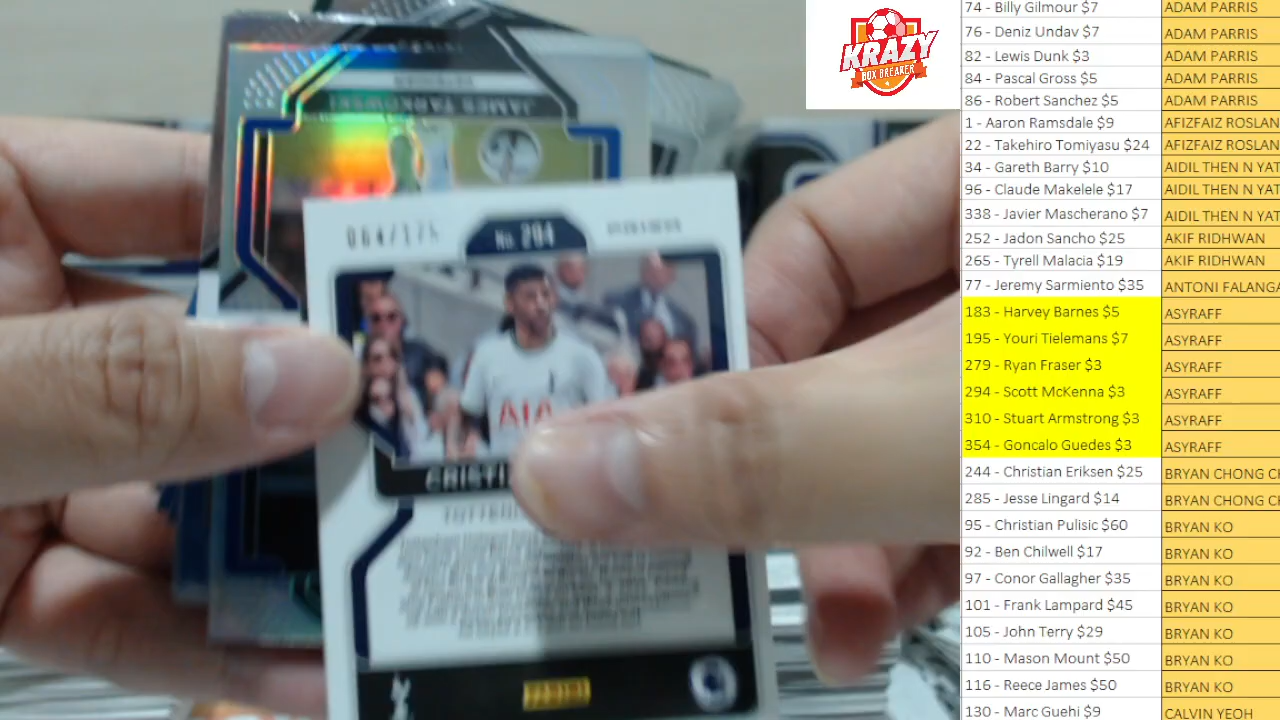 KRAZY
BOX BREAKER
JAMES TARKOWSKI
064/175
No. 294
PRIZM
AIA
PANINI
74 - Billy Gilmour $7 ADAM PARRIS
76 - Deniz Undav $7 ADAM PARRIS
82 - Lewis Dunk $3 ADAM PARRIS
84 - Pascal Gross $5 ADAM PARRIS
86 - Robert Sanchez $5 ADAM PARRIS
1 - Aaron Ramsdale $9 AFIZFAIZ ROSLAN
22 - Takehiro Tomiyasu $24 AFIZFAIZ ROSLAN
34 - Gareth Barry $10 AIDIL THEN N YAT
96 - Claude Makelele $17 AIDIL THEN N YAT
338 - Javier Mascherano $7 AIDIL THEN N YAT
252 - Jadon Sancho $25 AKIF RIDHWAN
265 - Tyrell Malacia $19 AKIF RIDHWAN
77 - Jeremy Sarmiento $35 ANTONI FALANGA
183 - Harvey Barnes $5 ASYRAFF
195 - Youri Tielemans $7 ASYRAFF
279 - Ryan Fraser $3 ASYRAFF
294 - Scott McKenna $3 ASYRAFF
310 - Stuart Armstrong $3 ASYRAFF
354 - Goncalo Guedes $3 ASYRAFF
244 - Christian Eriksen $25 BRYAN CHONG CH
285 - Jesse Lingard $14 BRYAN CHONG CH
95 - Christian Pulisic $60 BRYAN KO
92 - Ben Chilwell $17 BRYAN KO
97 - Conor Gallagher $35 BRYAN KO
101 - Frank Lampard $45 BRYAN KO
105 - John Terry $29 BRYAN KO
110 - Mason Mount $50 BRYAN KO
116 - Reece James $50 BRYAN KO
130 - Marc Guehi $9 CALVIN YEOH